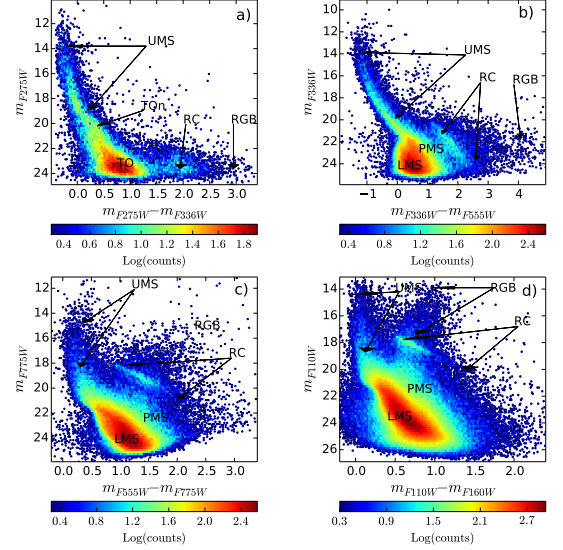 a)
12
14
16
18
20
22
24
m_F275W
UMS
TOn
TO
RC
RGB
0.0 0.5 1.0 1.5 2.0 2.5 3.0
m_F275W−m_F336W
0.4 0.6 0.8 1.0 1.2 1.4 1.6 1.8
Log(counts)
b)
10
12
14
16
18
20
22
24
m_F336W
UMS
RC
RGB
PMS
LMS
−1 0 1 2 3 4
m_F336W−m_F555W
0.4 0.8 1.2 1.6 2.0 2.4
Log(counts)
c)
12
14
16
18
20
22
24
m_F775W
UMS
RGB
RC
PMS
LMS
0.0 0.5 1.0 1.5 2.0 2.5 3.0
m_F555W−m_F775W
0.4 0.8 1.2 1.6 2.0 2.4
Log(counts)
d)
14
16
18
20
22
24
26
m_F110W
UMS
RGB
RC
PMS
LMS
0.0 0.5 1.0 1.5 2.0
m_F110W−m_F160W
0.3 0.9 1.5 2.1 2.7
Log(counts)